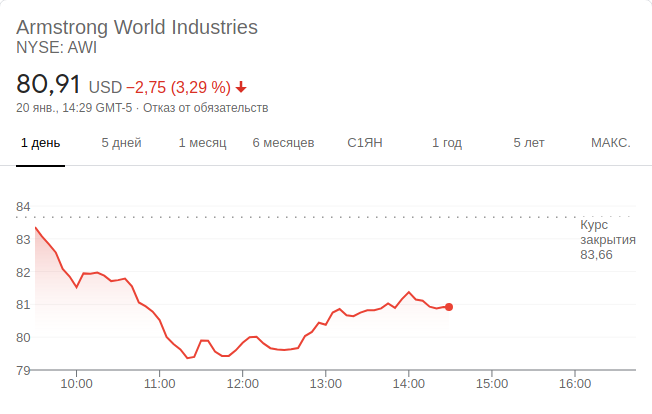 Armstrong World Industries
NYSE: AWI
80,91 USD −2,75 (3,29 %)
20 янв., 14:29 GMT-5 · Отказ от обязательств
1 день 5 дней 1 месяц 6 месяцев С1ЯН 1 год 5 лет МАКС.
84
Курс
83
закрытия
83,66
82
81
80
79
10:00 11:00 12:00 13:00 14:00 15:00 16:00